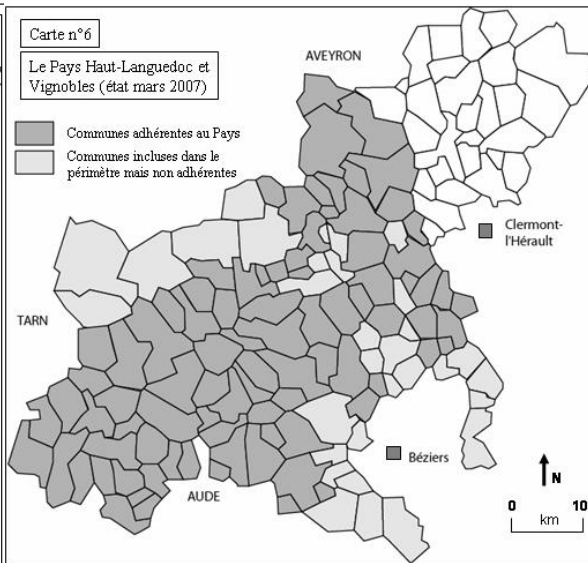 Carte n°6
Le Pays Haut-Languedoc et
Vignobles (état mars 2007)
Communes adhérentes au Pays
Communes incluses dans le
périmètre mais non adhérentes
AVEYRON
Clermont-
l'Hérault
TARN
Béziers
AUDE
N
0 10
km